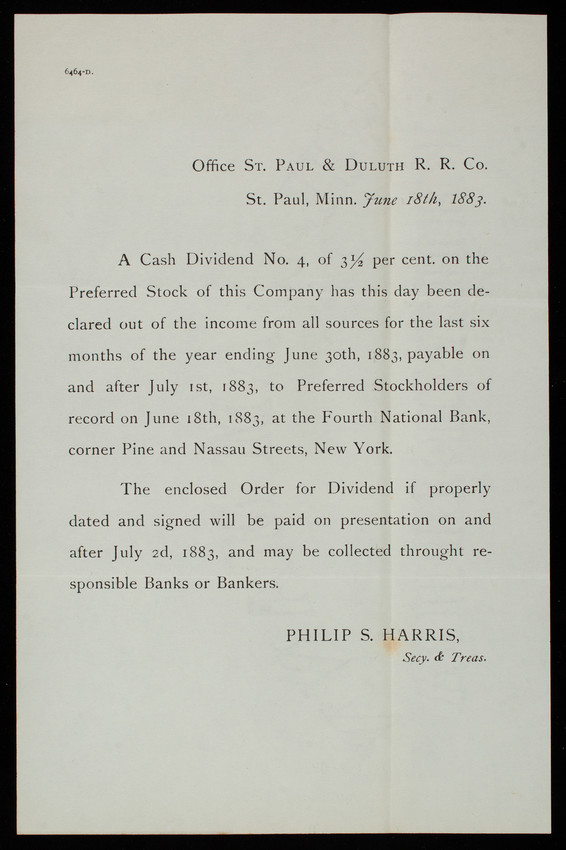 6464-D.
Office St. Paul & Duluth R. R. Co.
St. Paul, Minn. June 18th, 1883.
A Cash Dividend No. 4, of 3½ per cent. on the
Preferred Stock of this Company has this day been de-
clared out of the income from all sources for the last six
months of the year ending June 30th, 1883, payable on
and after July 1st, 1883, to Preferred Stockholders of
record on June 18th, 1883, at the Fourth National Bank,
corner Pine and Nassau Streets, New York.
The enclosed Order for Dividend if properly
dated and signed will be paid on presentation on and
after July 2d, 1883, and may be collected throught re-
sponsible Banks or Bankers.
PHILIP S. HARRIS,
Secy. & Treas.